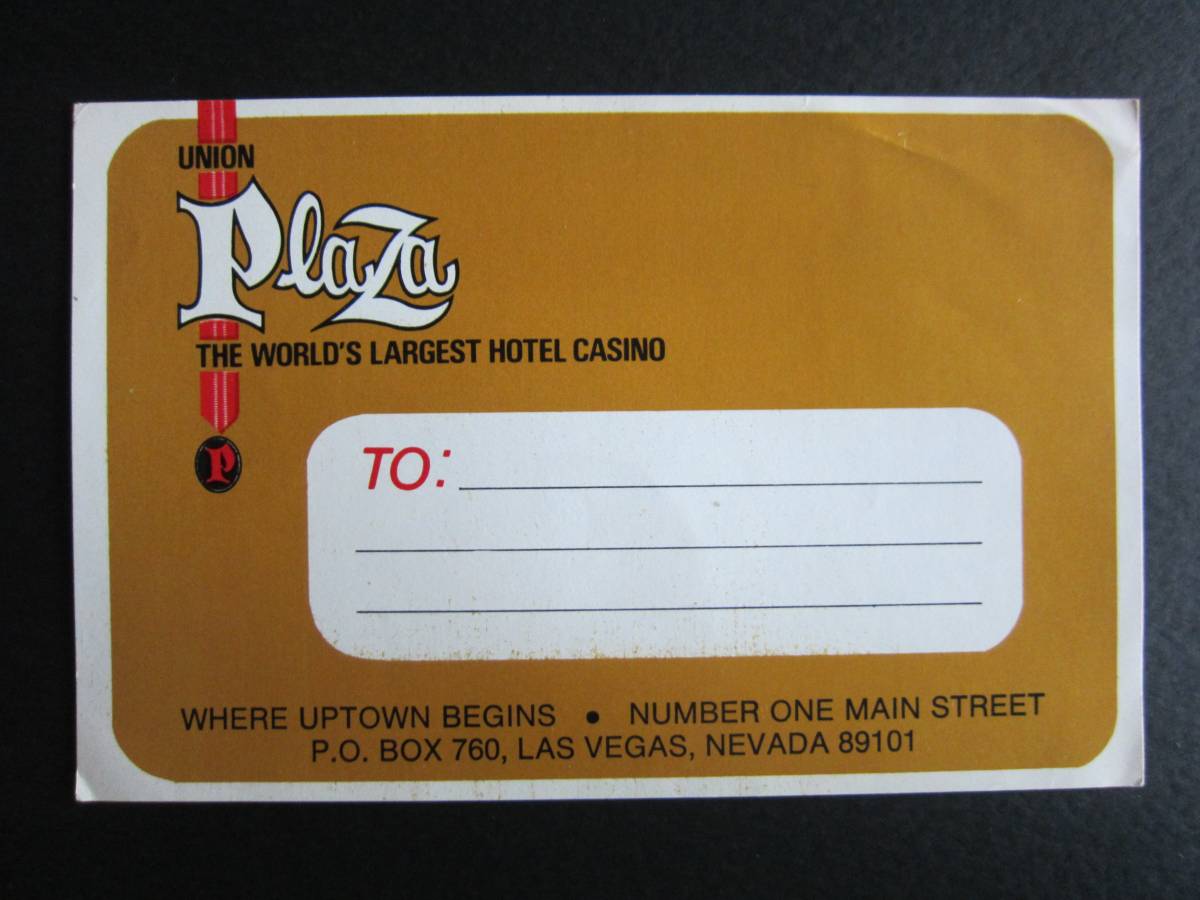 UNION
PlaZa
THE WORLD'S LARGEST HOTEL CASINO
P
TO:
WHERE UPTOWN BEGINS • NUMBER ONE MAIN STREET
P.O. BOX 760, LAS VEGAS, NEVADA 89101